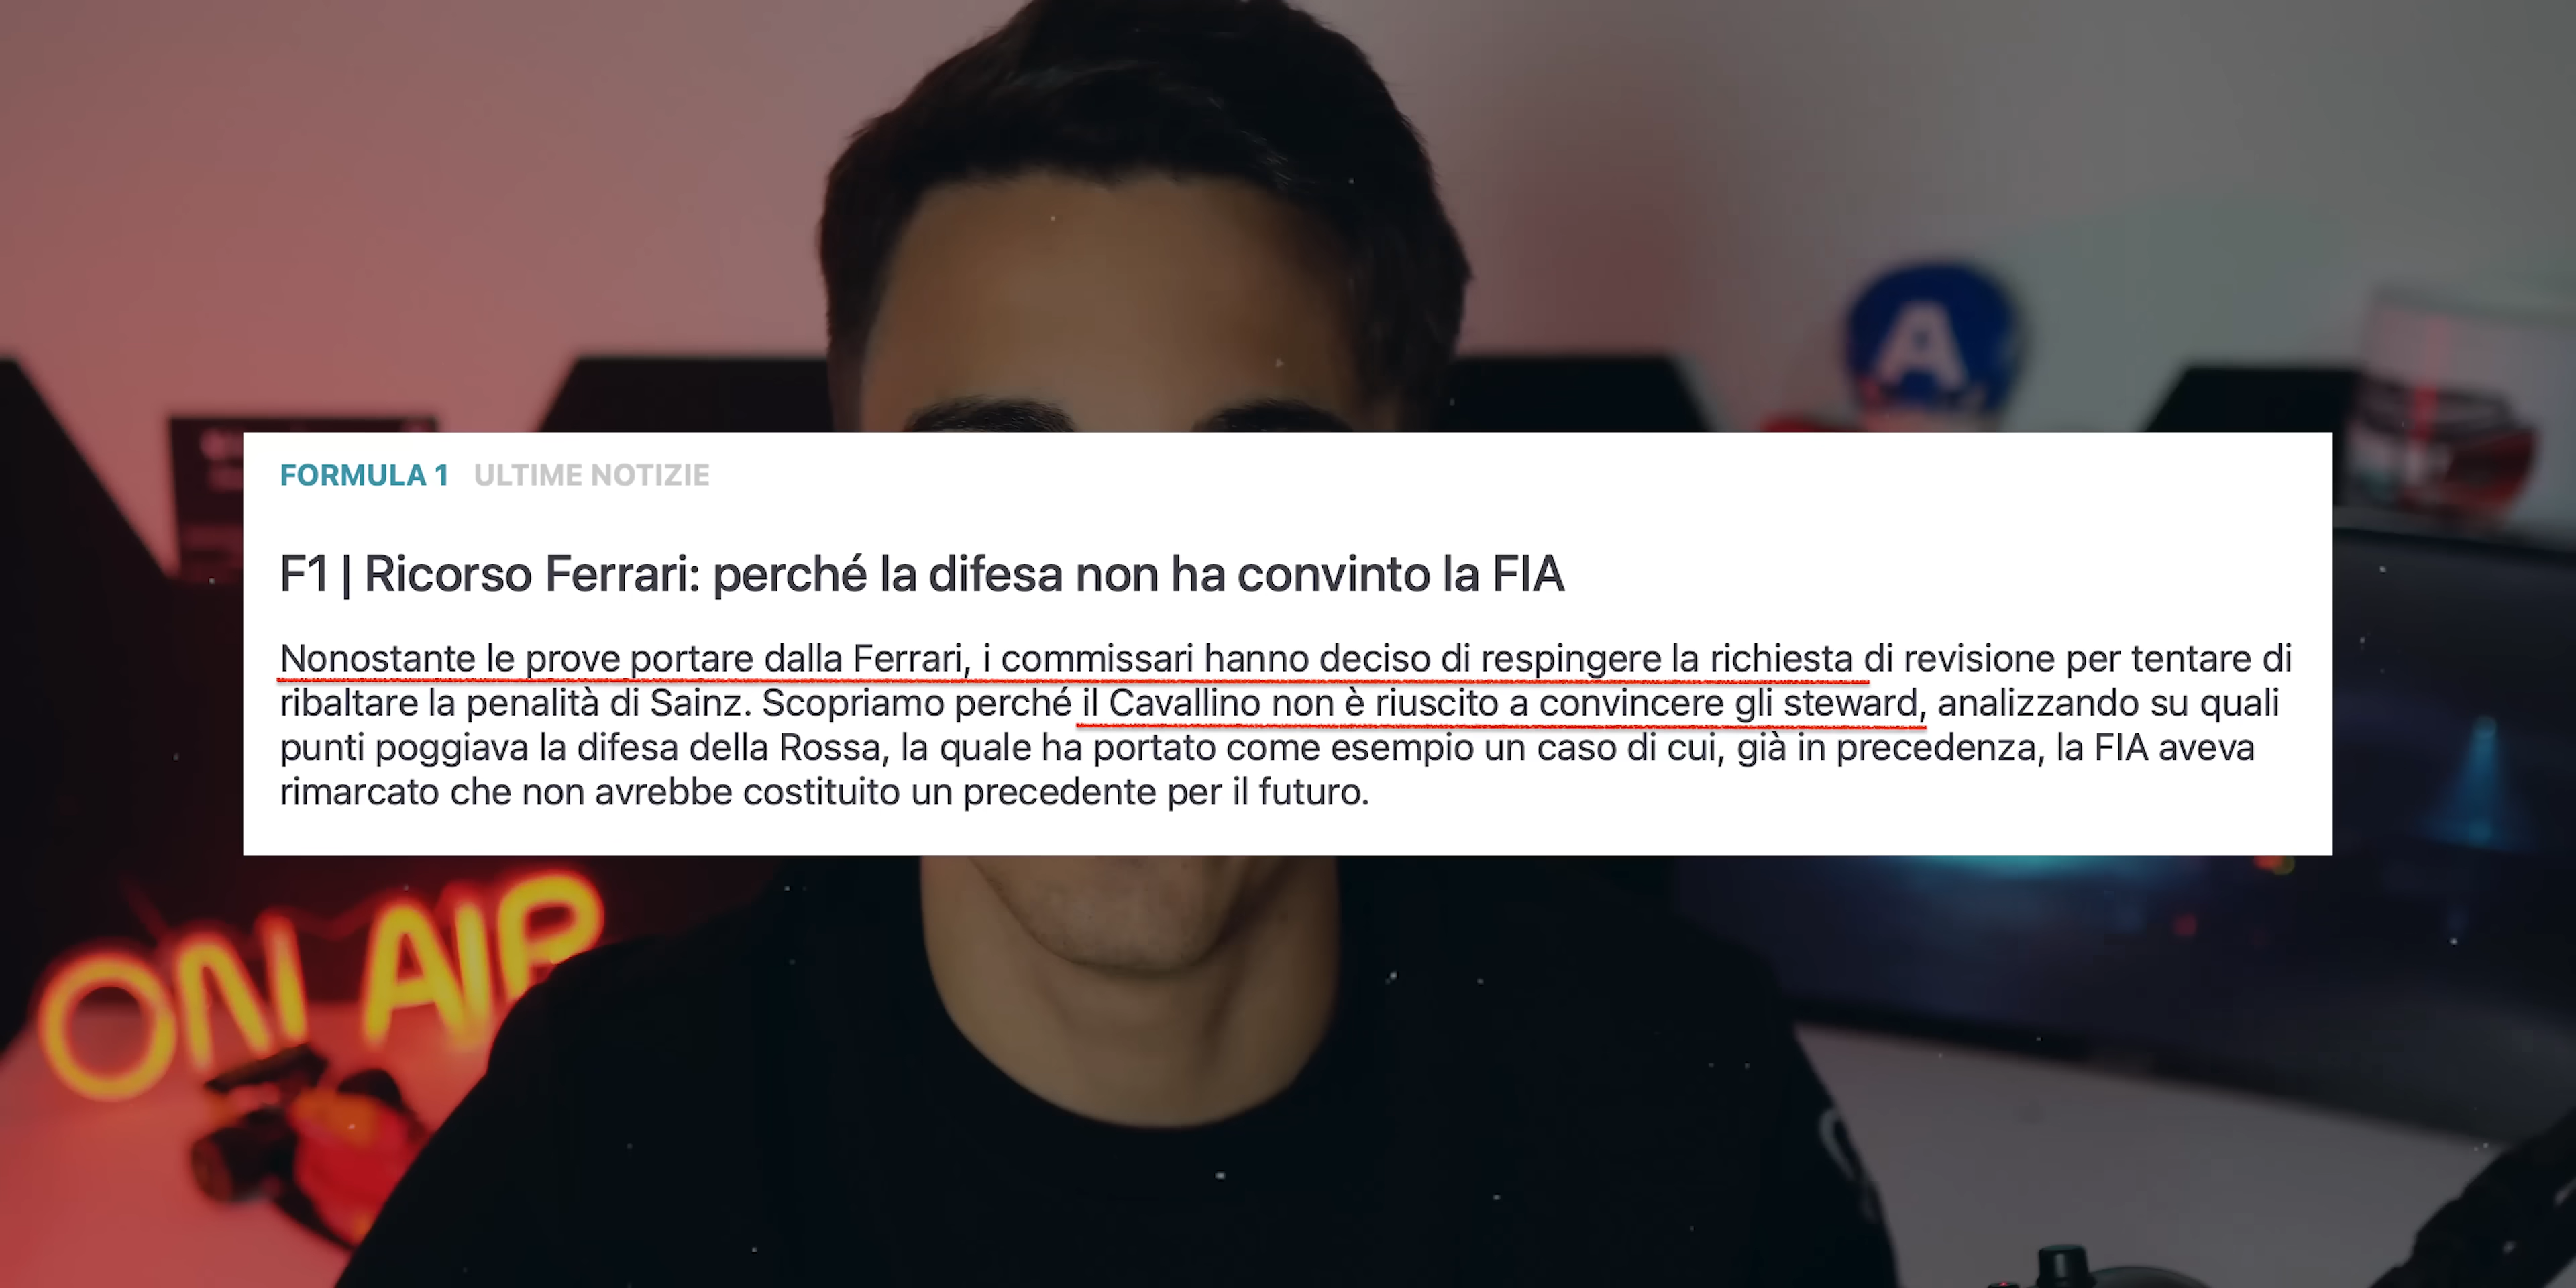 A
FORMULA 1 ULTIME NOTIZIE
F1 | Ricorso Ferrari: perché la difesa non ha convinto la FIA
Nonostante le prove portare dalla Ferrari, i commissari hanno deciso di respingere la richiesta di revisione per tentare di
ribaltare la penalità di Sainz. Scopriamo perché il Cavallino non è riuscito a convincere gli steward, analizzando su quali
punti poggiava la difesa della Rossa, la quale ha portato come esempio un caso di cui, già in precedenza, la FIA aveva
rimarcato che non avrebbe costituito un precedente per il futuro.
ON AIR